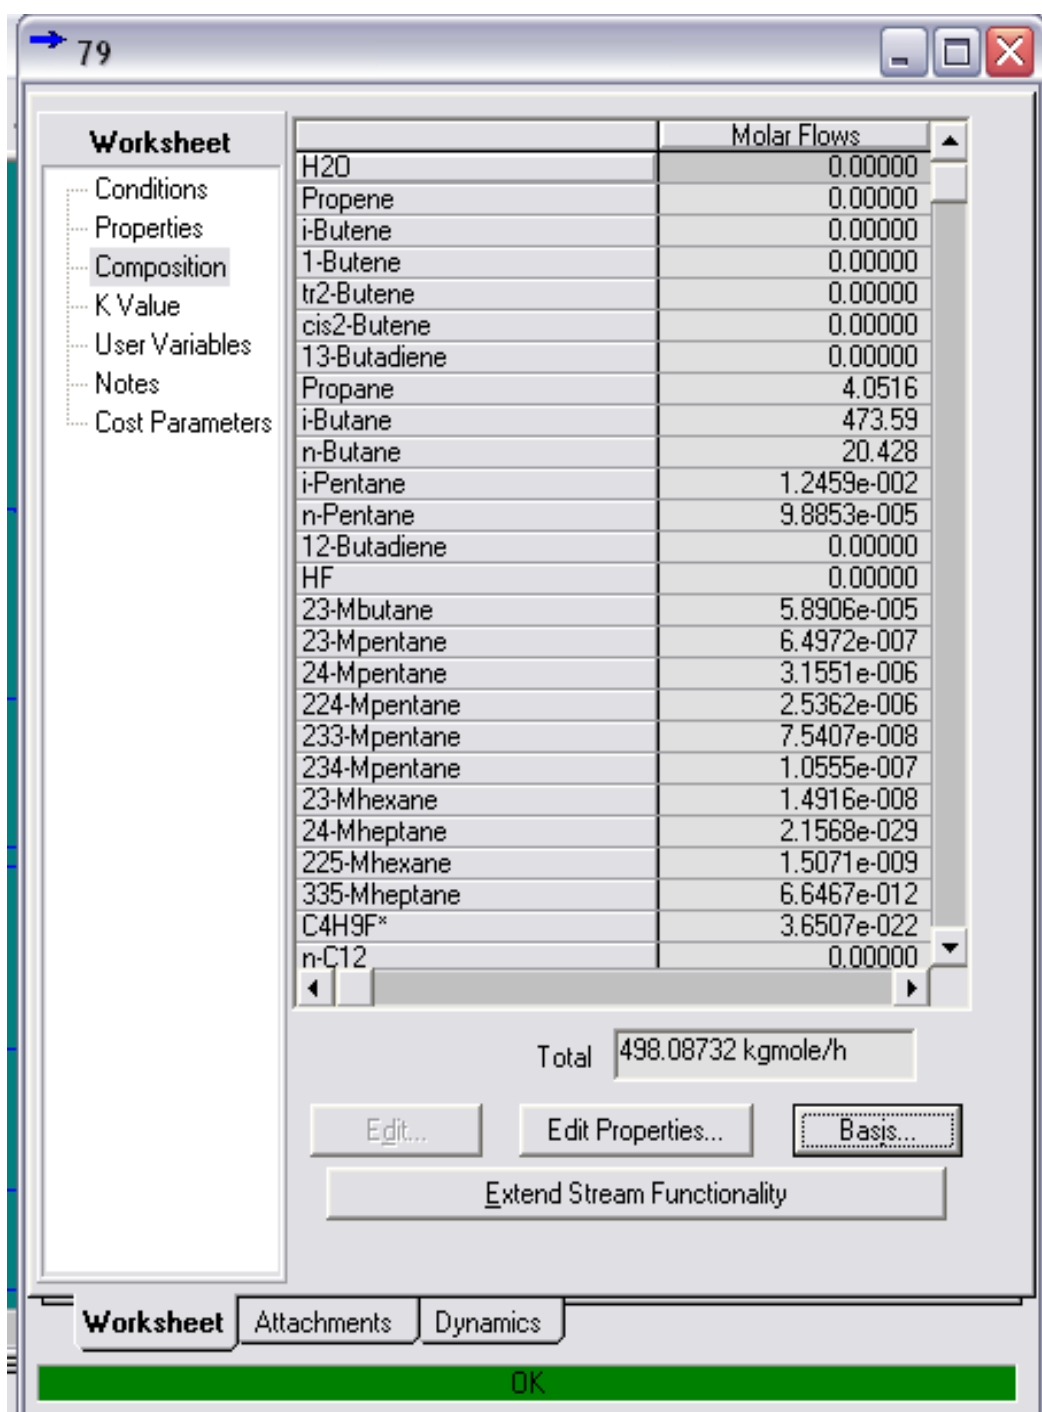 79
Worksheet
Conditions
Properties
Composition
K Value
User Variables
Notes
Cost Parameters
Molar Flows
H2O 0.00000
Propene 0.00000
i-Butene 0.00000
1-Butene 0.00000
tr2-Butene 0.00000
cis2-Butene 0.00000
13-Butadiene 0.00000
Propane 4.0516
i-Butane 473.59
n-Butane 20.428
i-Pentane 1.2459e-002
n-Pentane 9.8853e-005
12-Butadiene 0.00000
HF 0.00000
23-Mbutane 5.8906e-005
23-Mpentane 6.4972e-007
24-Mpentane 3.1551e-006
224-Mpentane 2.5362e-006
233-Mpentane 7.5407e-008
234-Mpentane 1.0555e-007
23-Mhexane 1.4916e-008
24-Mheptane 2.1568e-029
225-Mhexane 1.5071e-009
335-Mheptane 6.6467e-012
C4H9F* 3.6507e-022
n-C12 0.00000
Total 498.08732 kgmole/h
Edit... Edit Properties... Basis...
Extend Stream Functionality
Worksheet Attachments Dynamics
OK